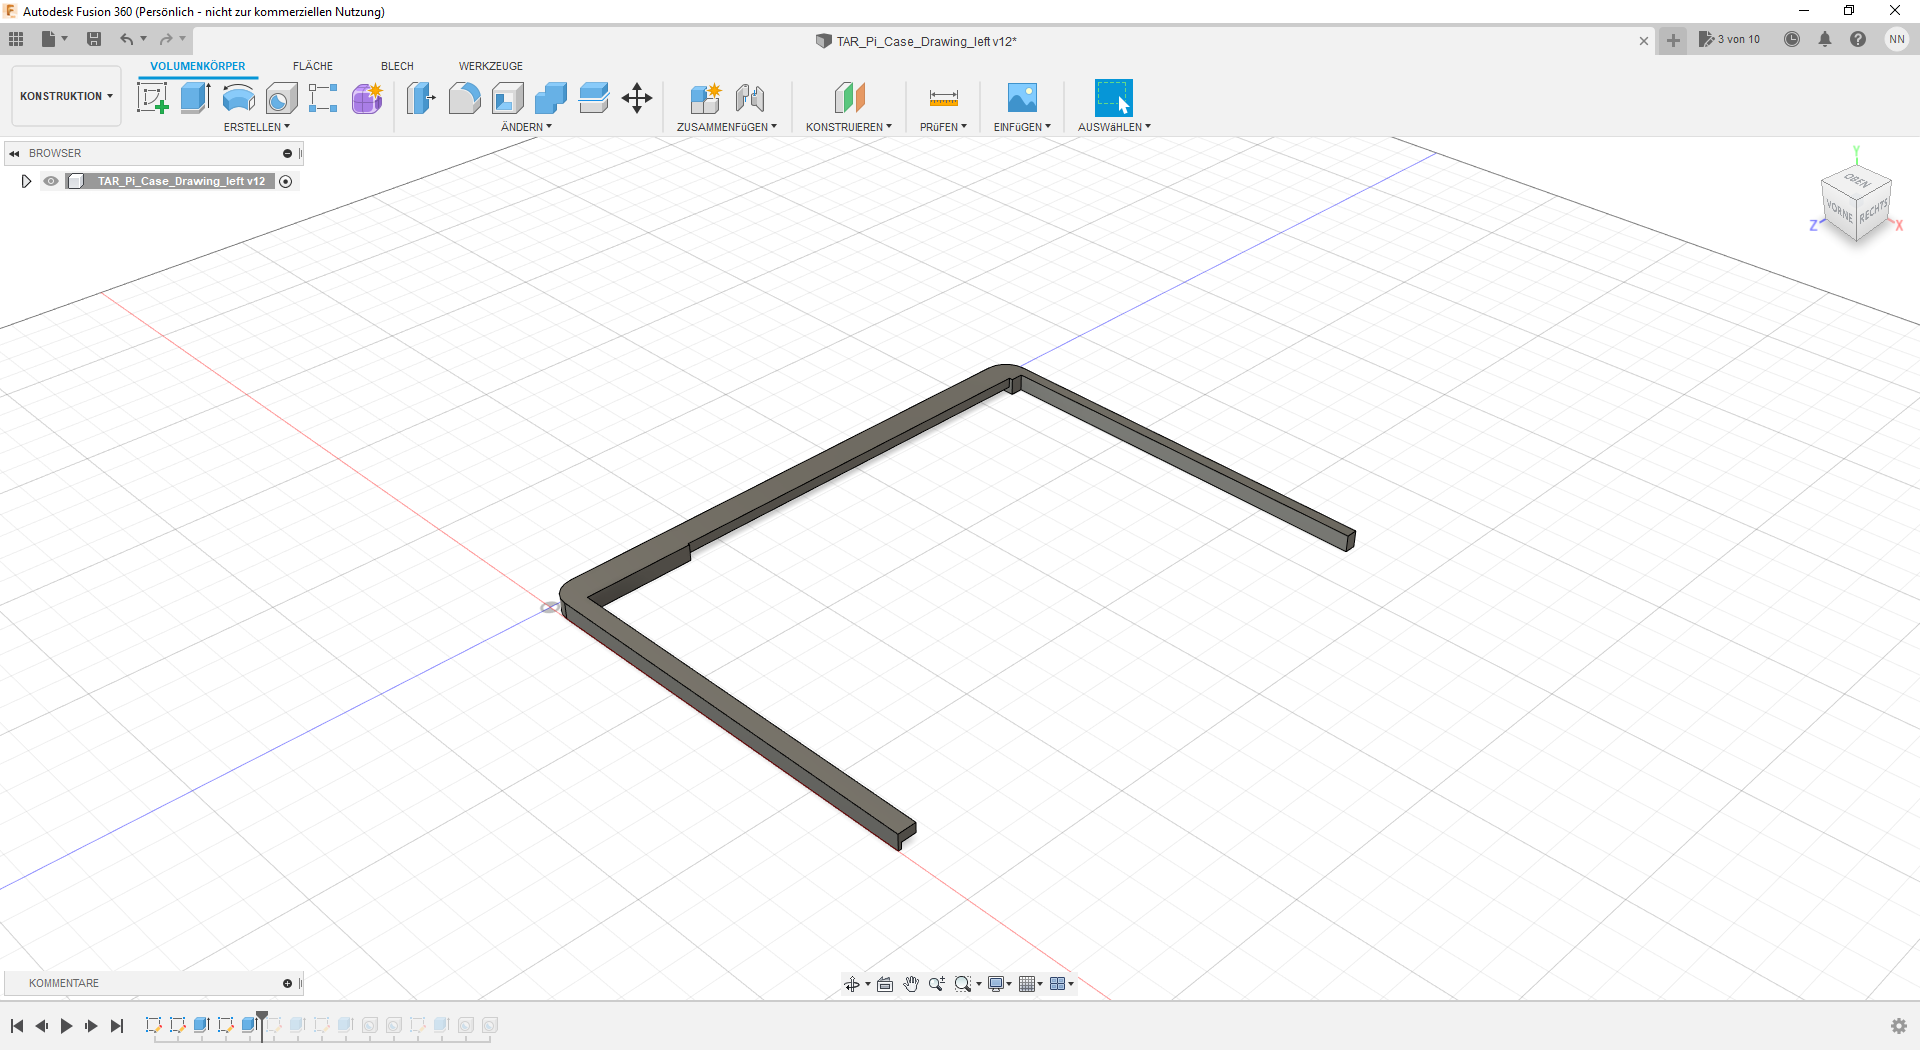 Autodesk Fusion 360 (Persönlich - nicht zur kommerziellen Nutzung)
TAR_Pi_Case_Drawing_left v12*
3 von 10
NN
VOLUMENKÖRPER FLÄCHE BLECH WERKZEUGE
KONSTRUKTION
ERSTELLEN ÄNDERN ZUSAMMENFüGEN KONSTRUIEREN PRüFEN EINFüGEN AUSWäHLEN
BROWSER
TAR_Pi_Case_Drawing_left v12
Y
OBEN
VORNE
RECHTS
Z
X
KOMMENTARE